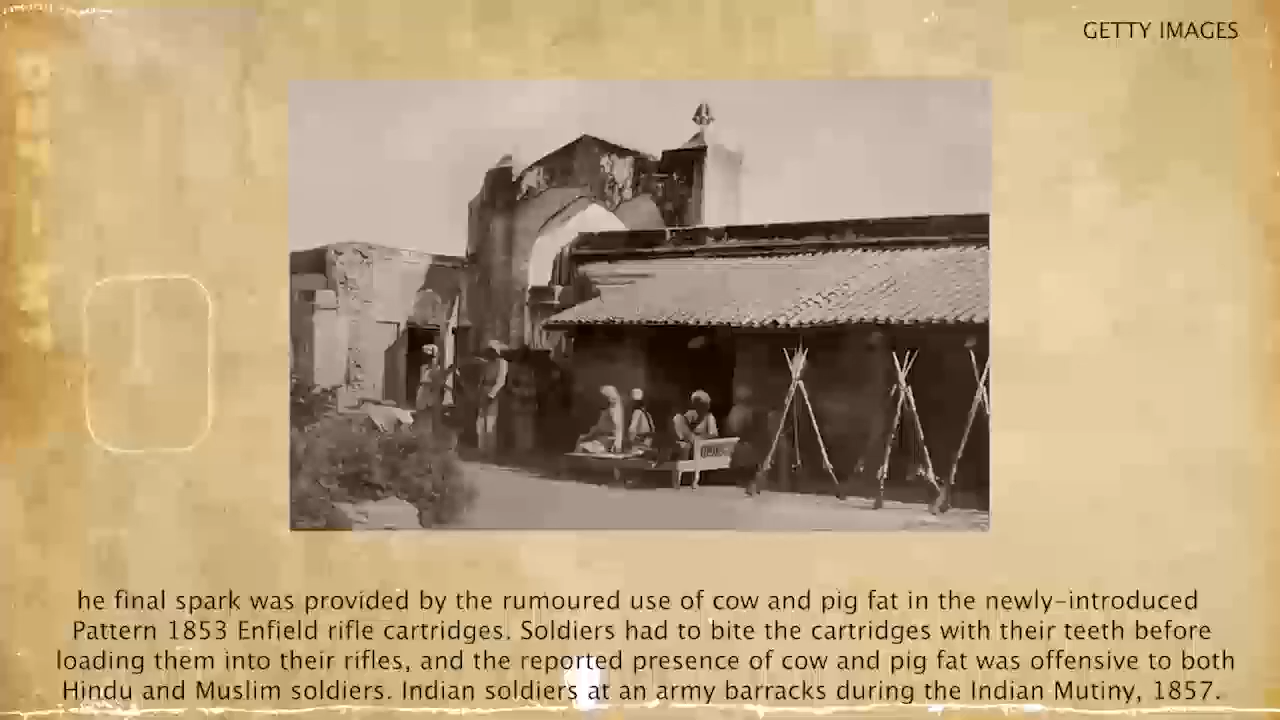 GETTY IMAGES
he final spark was provided by the rumoured use of cow and pig fat in the newly-introduced
Pattern 1853 Enfield rifle cartridges. Soldiers had to bite the cartridges with their teeth before
loading them into their rifles, and the reported presence of cow and pig fat was offensive to both
Hindu and Muslim soldiers. Indian soldiers at an army barracks during the Indian Mutiny, 1857.